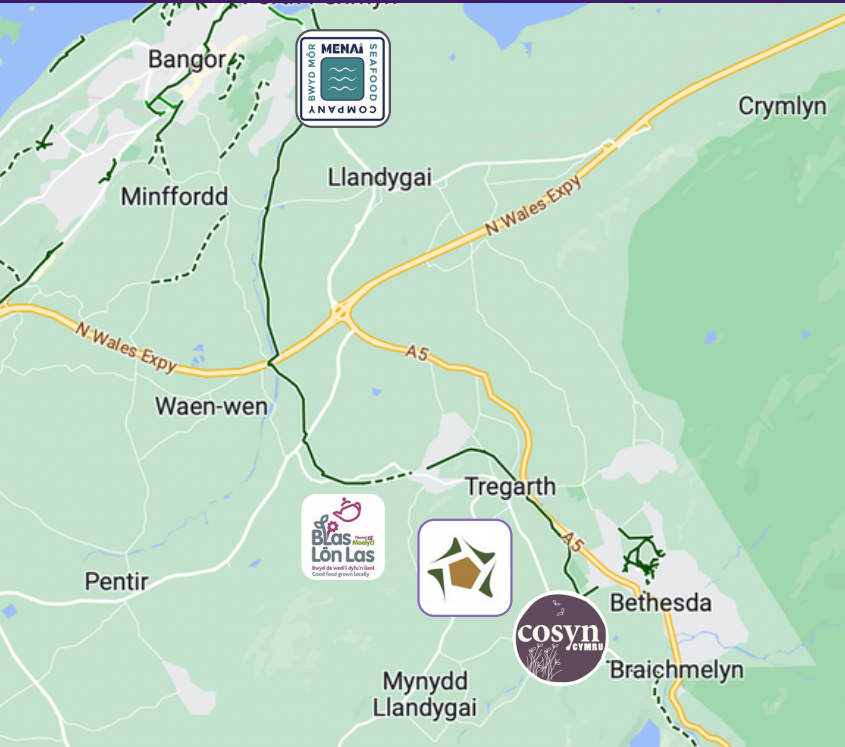 Bangor
BWYD MÔR
MENAI
SEAFOOD
COMPANY
Crymlyn
Llandygai
Minffordd
N Wales Expy
N Wales Expy
A5
Waen-wen
Tregarth
BLas
Lôn Las
Bwyd da wedi'i dyfu'n lleol
Good food grown locally
A5
Pentir
Bethesda
cosyn
CYMRU
Braichmelyn
Mynydd
Llandygai